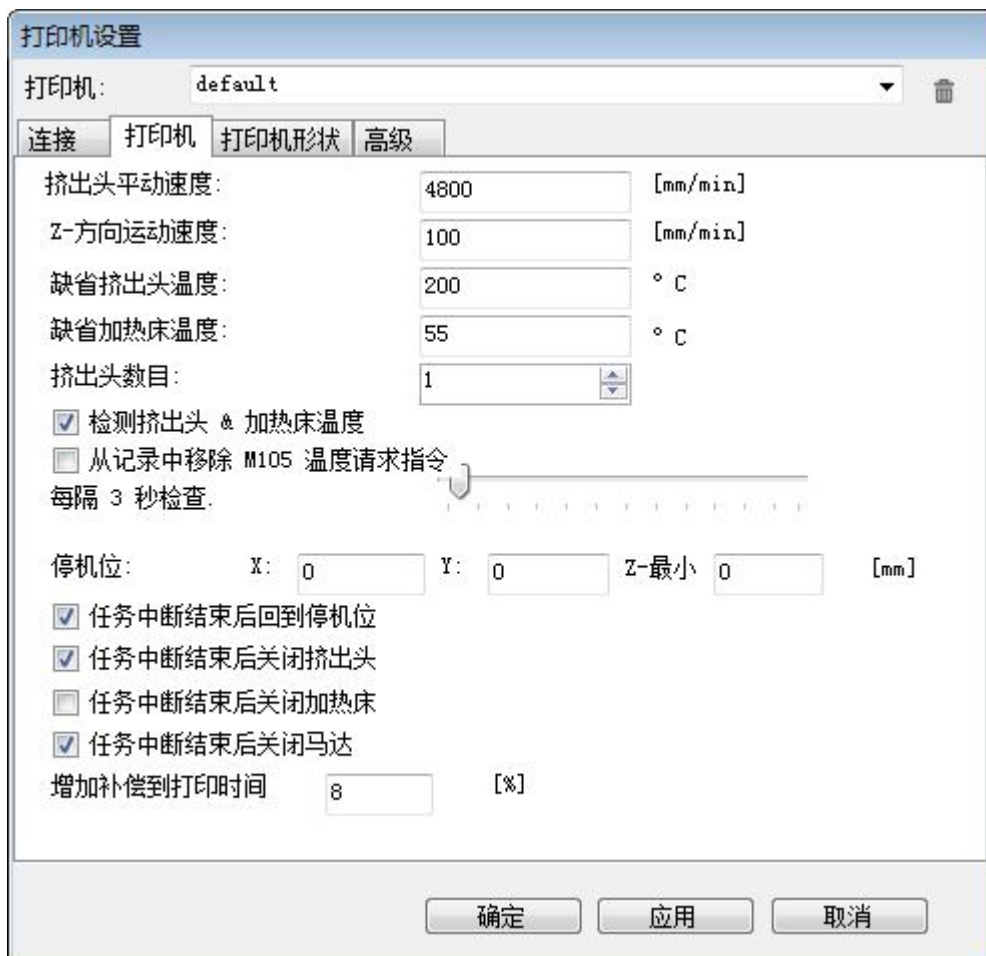 打印机设置
打印机: default
连接 打印机 打印机形状 高级
挤出头平动速度: 4800 [mm/min]
Z-方向运动速度: 100 [mm/min]
缺省挤出头温度: 200 ° C
缺省加热床温度: 55 ° C
挤出头数目: 1
检测挤出头 & 加热床温度
从记录中移除 M105 温度请求指令
每隔 3 秒检查.
停机位: X: 0 Y: 0 Z-最小 0 [mm]
任务中断结束后回到停机位
任务中断结束后关闭挤出头
任务中断结束后关闭加热床
任务中断结束后关闭马达
增加补偿到打印时间 8 [%]
确定 应用 取消